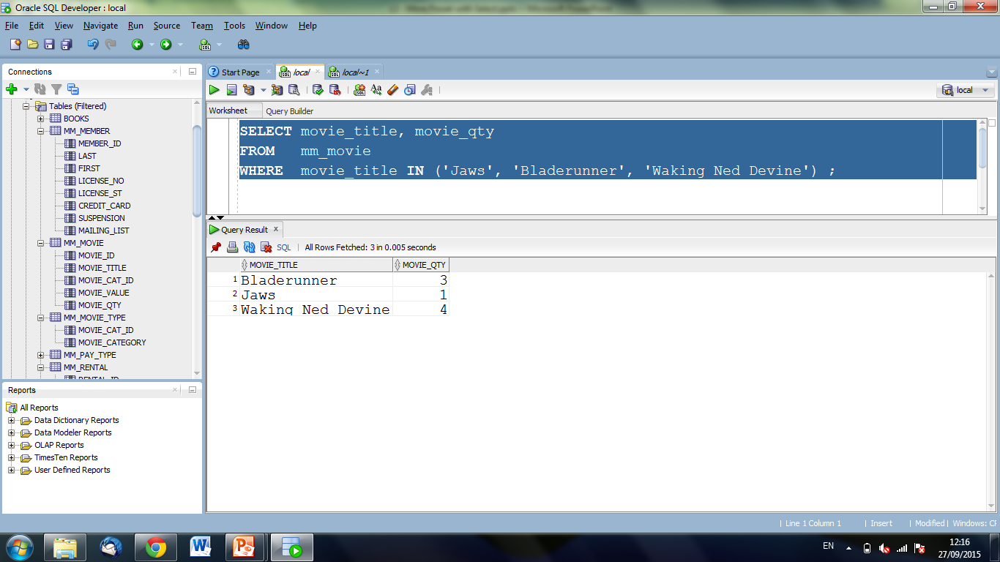 Oracle SQL Developer : local
File Edit View Navigate Run Source Team Tools Window Help
Connections
Tables (Filtered)
BOOKS
MM_MEMBER
MEMBER_ID
LAST
FIRST
LICENSE_NO
LICENSE_ST
CREDIT_CARD
SUSPENSION
MAILING_LIST
MM_MOVIE
MOVIE_ID
MOVIE_TITLE
MOVIE_CAT_ID
MOVIE_VALUE
MOVIE_QTY
MM_MOVIE_TYPE
MOVIE_CAT_ID
MOVIE_CATEGORY
MM_PAY_TYPE
MM_RENTAL
RENTAL_ID
Reports
All Reports
Data Dictionary Reports
Data Modeler Reports
OLAP Reports
TimesTen Reports
User Defined Reports
Start Page local local~1
local
Worksheet Query Builder
SELECT movie_title, movie_qty
FROM mm_movie
WHERE movie_title IN ('Jaws', 'Bladerunner', 'Waking Ned Devine') ;
Query Result
SQL | All Rows Fetched: 3 in 0.005 seconds
MOVIE_TITLE MOVIE_QTY
1 Bladerunner 3
2 Jaws 1
3 Waking Ned Devine 4
| Line 1 Column 1 | Insert | Modified | Windows: CF
EN 12:16
27/09/2015